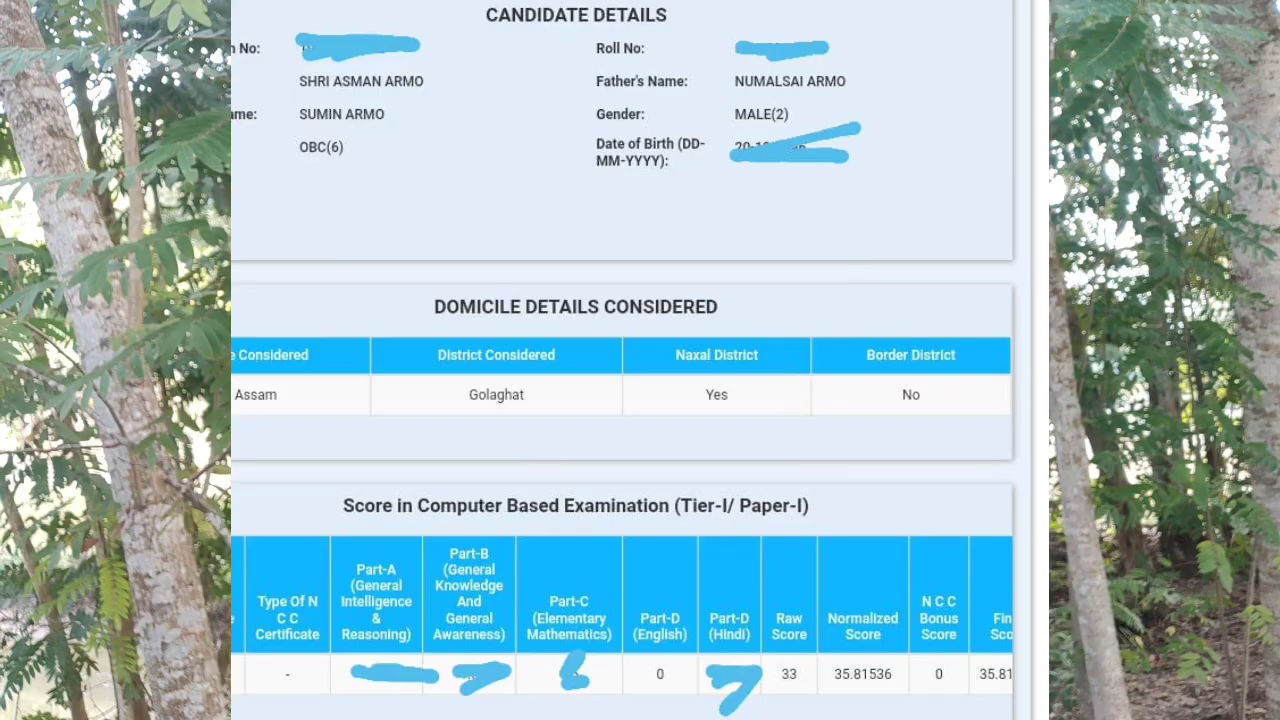 CANDIDATE DETAILS
No: Roll No:
SHRI ASMAN ARMO Father's Name: NUMALSAI ARMO
SUMIN ARMO Gender: MALE(2)
OBC(6) Date of Birth (DD-
MM-YYYY):
DOMICILE DETAILS CONSIDERED
Considered District Considered Naxal District Border District
Assam Golaghat Yes No
Score in Computer Based Examination (Tier-I/ Paper-I)
Type Of N
C C
Certificate
Part-A
(General
Intelligence
&
Reasoning)
Part-B
(General
Knowledge
And
General
Awareness)
Part-C
(Elementary
Mathematics)
Part-D
(English)
Part-D
(Hindi)
Raw
Score
Normalized
Score
N C C
Bonus
Score
- 0 33 35.81536 0 35.81